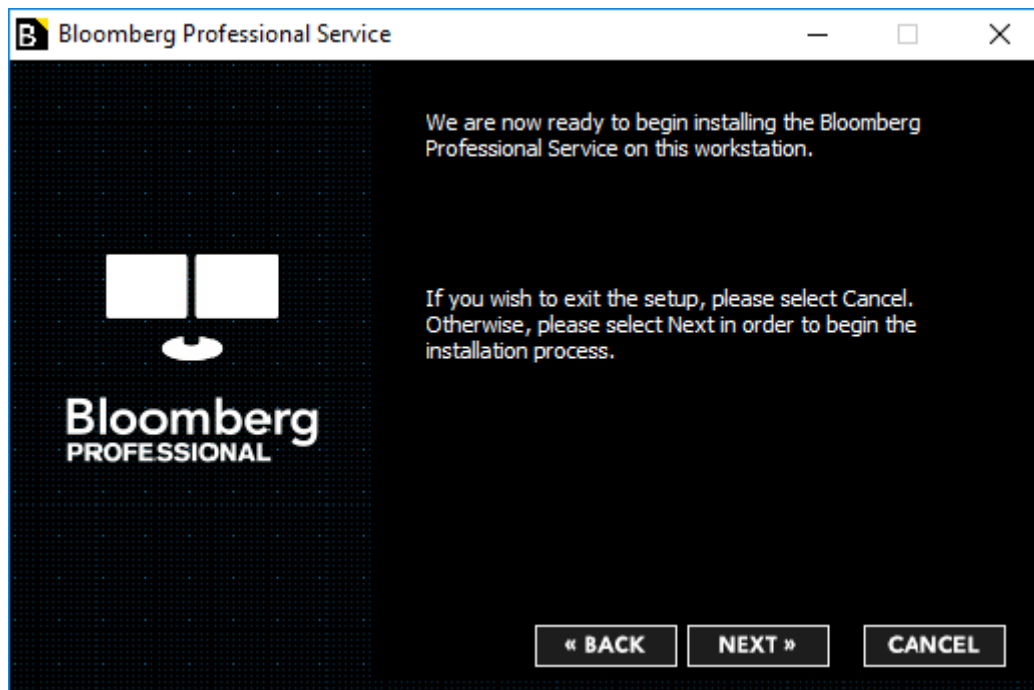 Bloomberg Professional Service
We are now ready to begin installing the Bloomberg
Professional Service on this workstation.
If you wish to exit the setup, please select Cancel.
Otherwise, please select Next in order to begin the
installation process.
Bloomberg
PROFESSIONAL
« BACK
NEXT »
CANCEL